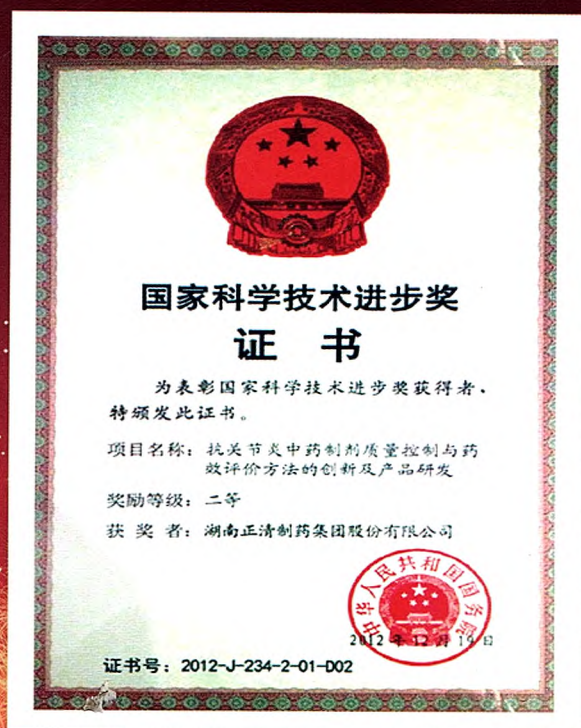 国家科学技术进步奖
证书
为表彰国家科学技术进步奖获得者，
特颁发此证书。
项目名称：抗关节炎中药制剂质量控制与药
效评价方法的创新及产品研发
奖励等级：二等
获奖者：湖南正清制药集团股份有限公司
中华人民共和国国务院
2012年12月19日
证书号：2012-J-234-2-01-D02